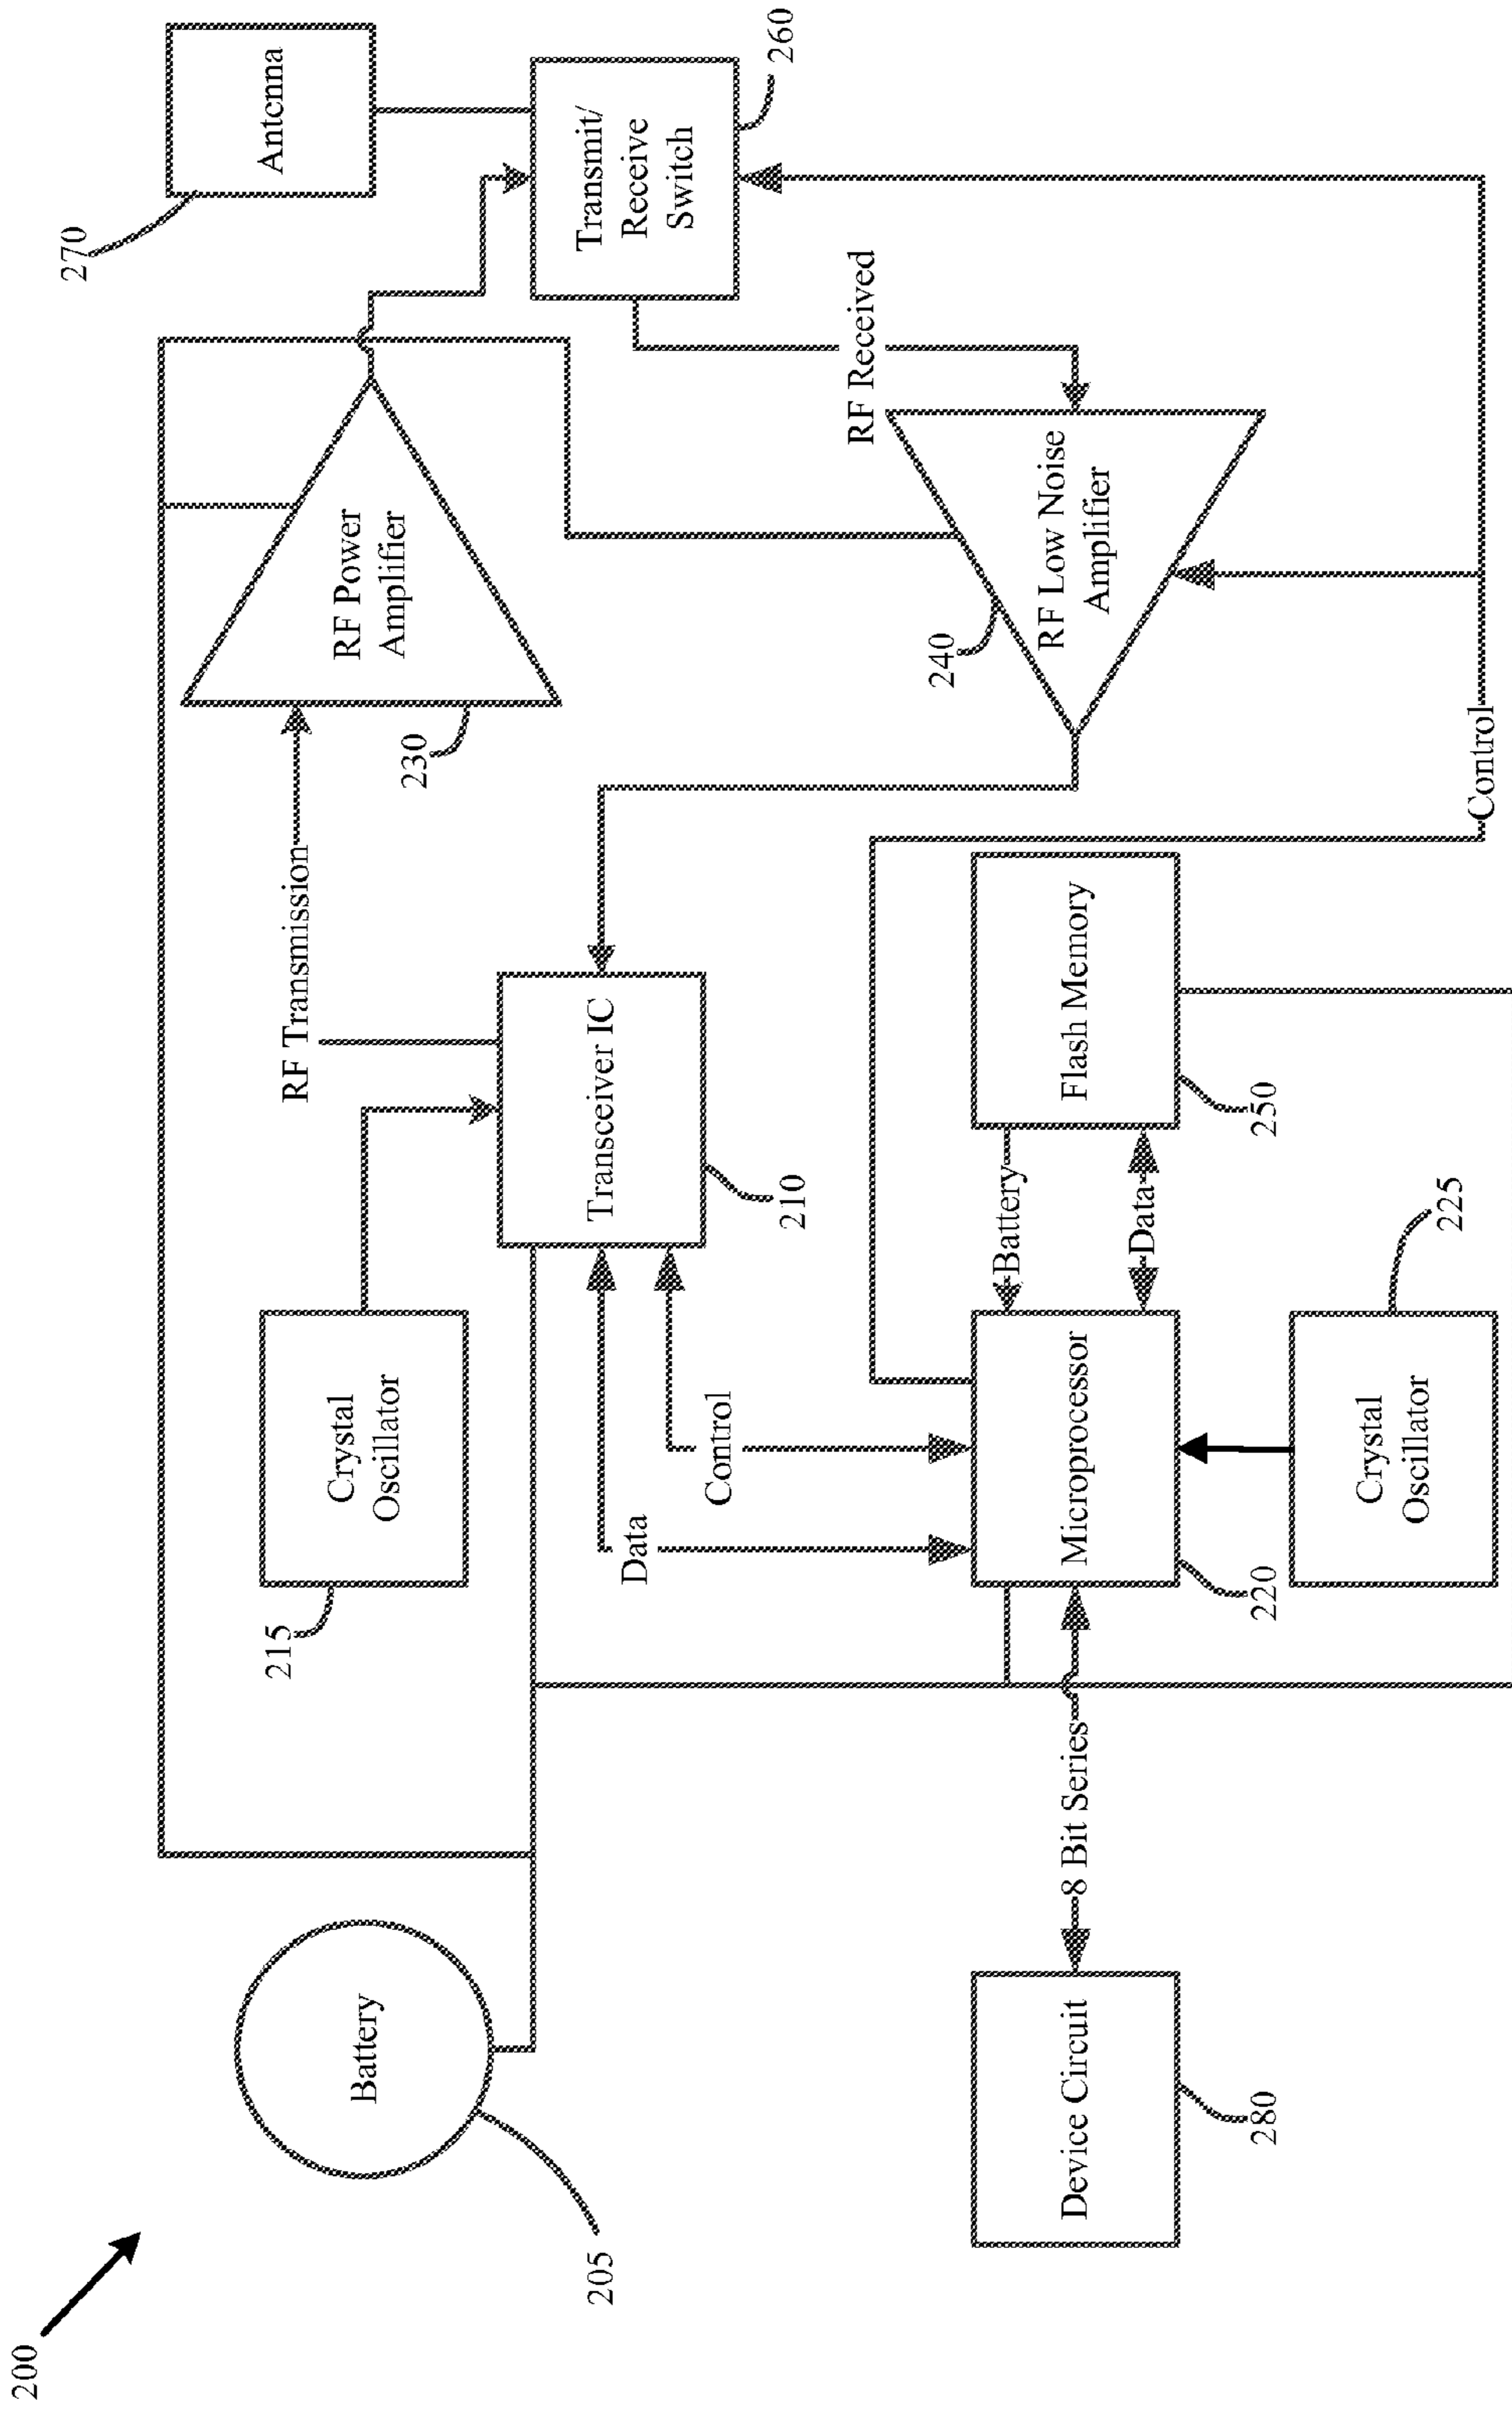 200
Battery
205
215
Crystal
Oscillator
RF Transmission
230
RF Power
Amplifier
270
Antenna
Transmit/
Receive
Switch
260
Transceiver IC
210
Data
Control
RF Received
240
RF Low Noise
Amplifier
Device Circuit
280
8 Bit Series
Microprocessor
220
Battery
Data
Flash Memory
250
Crystal
Oscillator
225
Control